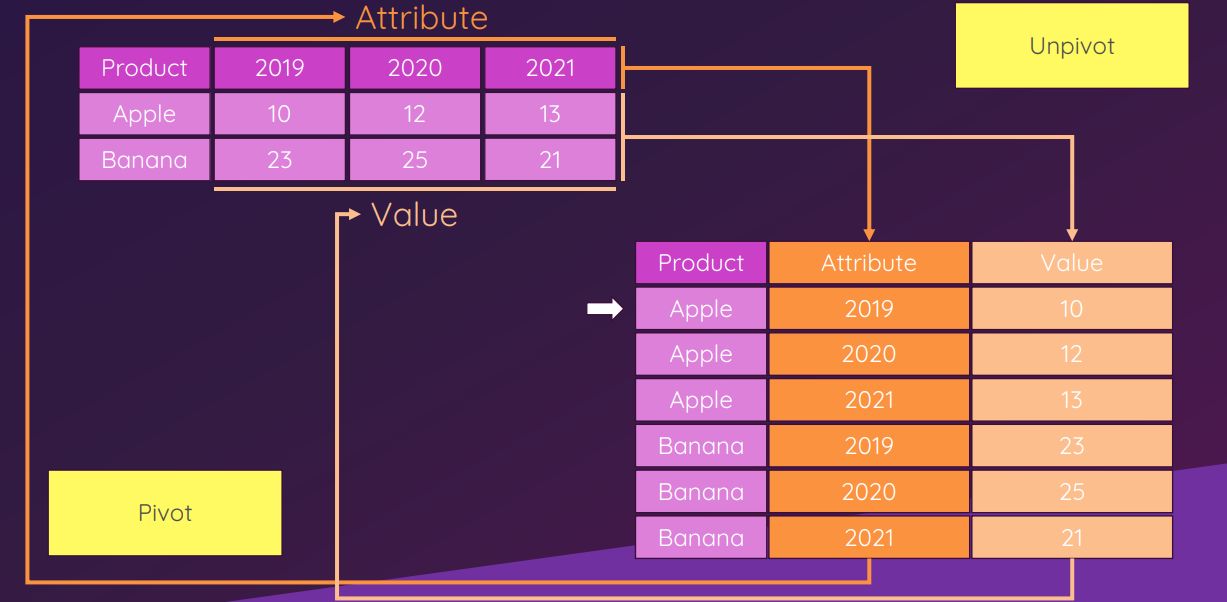 Attribute
Unpivot
Product 2019 2020 2021
Apple 10 12 13
Banana 23 25 21
Value
Product Attribute Value
Apple 2019 10
Apple 2020 12
Apple 2021 13
Banana 2019 23
Banana 2020 25
Banana 2021 21
Pivot